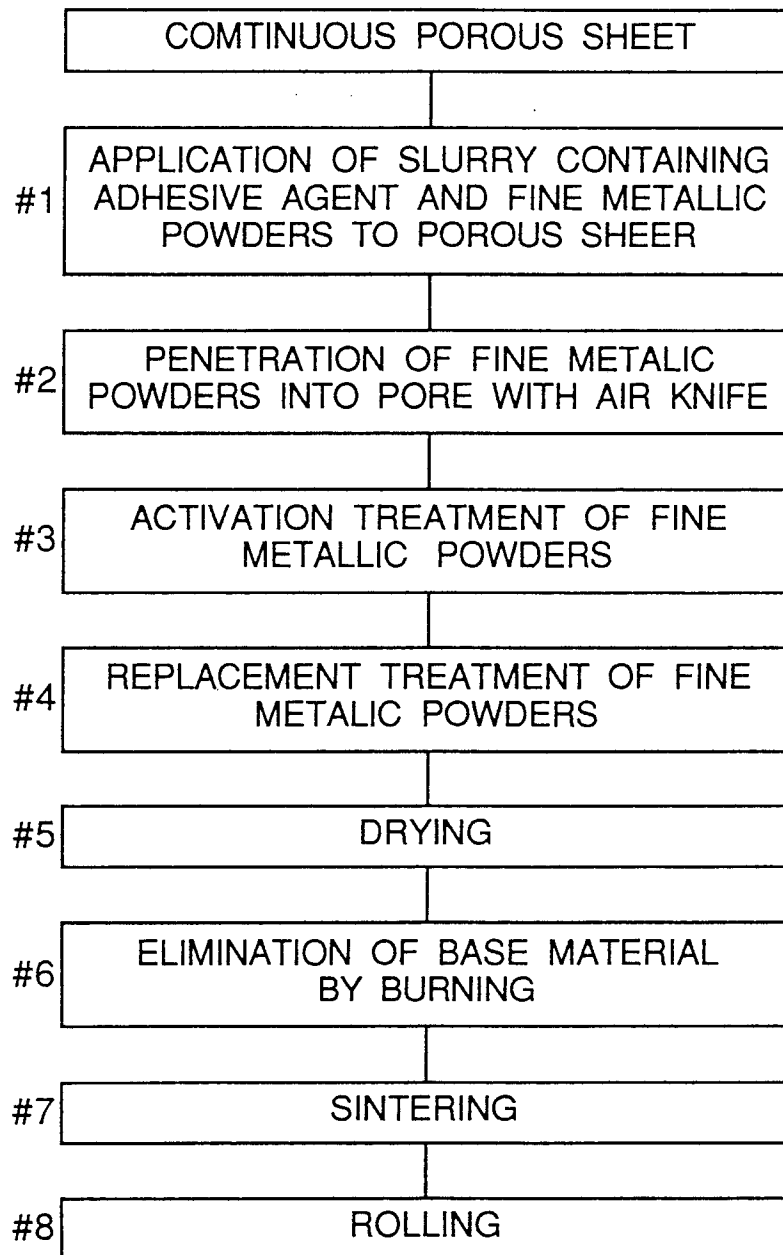 COMTINUOUS POROUS SHEET
#1
APPLICATION OF SLURRY CONTAINING
ADHESIVE AGENT AND FINE METALLIC
POWDERS TO POROUS SHEER
#2
PENETRATION OF FINE METALIC
POWDERS INTO PORE WITH AIR KNIFE
#3
ACTIVATION TREATMENT OF FINE
METALLIC POWDERS
#4
REPLACEMENT TREATMENT OF FINE
METALIC POWDERS
#5
DRYING
#6
ELIMINATION OF BASE MATERIAL
BY BURNING
#7
SINTERING
#8
ROLLING